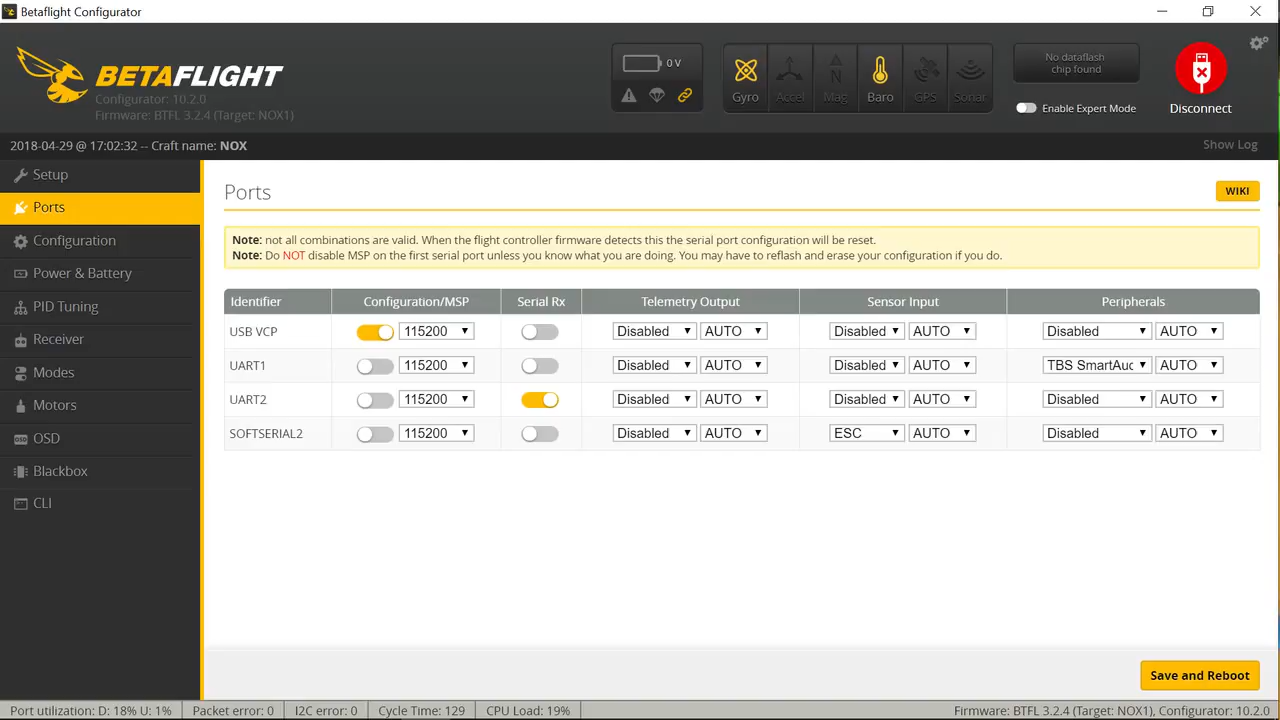 Betaflight Configurator
BETAFLIGHT
Configurator: 10.2.0
Firmware: BTFL 3.2.4 (Target: NOX1)
0 V
Gyro Accel Mag Baro GPS Sonar
No dataflash
chip found
Enable Expert Mode
Disconnect
2018-04-29 @ 17:02:32 -- Craft name: NOX
Show Log
Setup
Ports
Configuration
Power & Battery
PID Tuning
Receiver
Modes
Motors
OSD
Blackbox
CLI
Ports
WIKI
Note: not all combinations are valid. When the flight controller firmware detects this the serial port configuration will be reset.
Note: Do NOT disable MSP on the first serial port unless you know what you are doing. You may have to reflash and erase your configuration if you do.
Identifier Configuration/MSP Serial Rx Telemetry Output Sensor Input Peripherals
USB VCP 115200 Disabled AUTO Disabled AUTO Disabled AUTO
UART1 115200 Disabled AUTO Disabled AUTO TBS SmartAuc AUTO
UART2 115200 Disabled AUTO Disabled AUTO Disabled AUTO
SOFTSERIAL2 115200 Disabled AUTO ESC AUTO Disabled AUTO
Save and Reboot
Port utilization: D: 18% U: 1% Packet error: 0 I2C error: 0 Cycle Time: 129 CPU Load: 19% Firmware: BTFL 3.2.4 (Target: NOX1), Configurator: 10.2.0